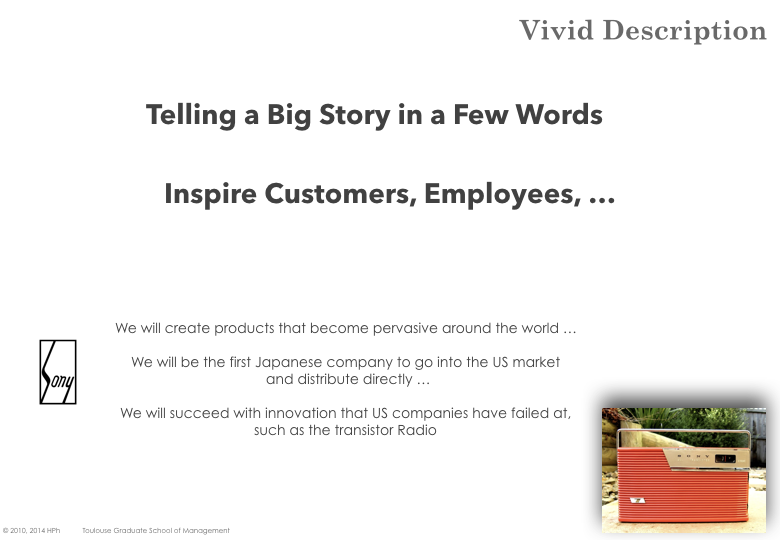 Vivid Description
Telling a Big Story in a Few Words
Inspire Customers, Employees, …
We will create products that become pervasive around the world …
We will be the first Japanese company to go into the US market
and distribute directly …
Sony
We will succeed with innovation that US companies have failed at,
such as the transistor Radio
SONY
© 2010, 2014 HPh Toulouse Graduate School of Management